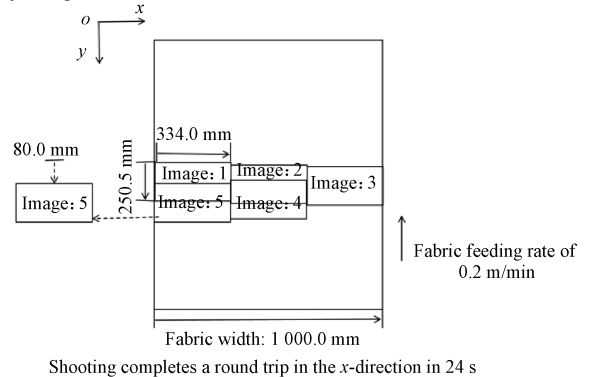 o
x
y
334.0 mm
80.0 mm
250.5 mm
Image: 1
Image: 2
Image: 3
Image: 5
Image: 5
Image: 4
Fabric feeding rate of
0.2 m/min
Fabric width: 1 000.0 mm
Shooting completes a round trip in the x-direction in 24 s